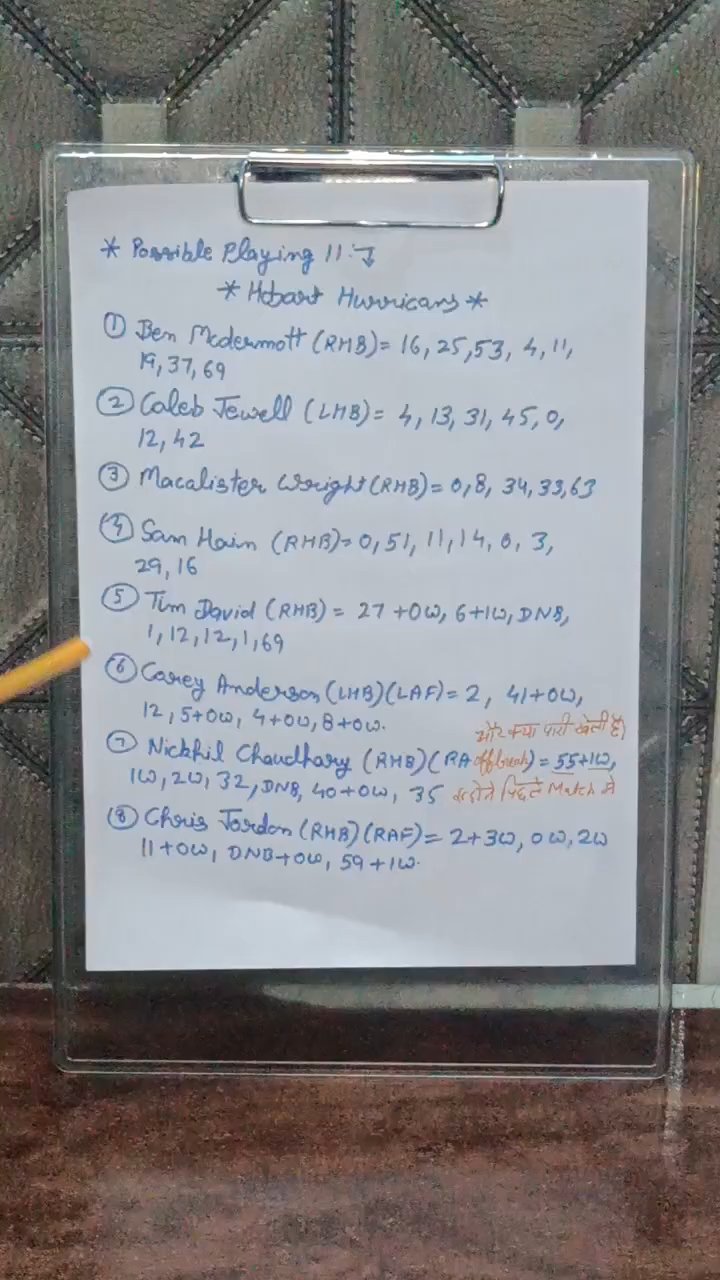 * Possible Playing 11:↴
* Hobart Hurricans *
① Ben Mcdermott (RHB) = 16, 25, 53, 4, 11,
19, 37, 69
② Caleb Jewell (LHB) = 4, 13, 31, 45, 0,
12, 42
③ Macalister Wright (RHB) = 0, 8, 34, 33, 63
④ Sam Hain (RHB) = 0, 51, 11, 14, 0, 3,
29, 16
⑤ Tim David (RHB) = 27 + 0W, 6+1W, DNB,
1, 12, 12, 1, 69
⑥ Corey Anderson (LHB) (LAF) = 2, 41+0W,
12, 5+0W, 4+0W, 8+0W.
और क्या पारी खेली है।
⑦ Nickhil Chaudhary (RHB) (RA offbreak) = 55+1W,
1W, 2W, 32, DNB, 40+0W, 35 इन्होंने पिछले Match में
⑧ Chris Jordan (RHB) (RAF) = 2+3W, 0W, 2W
11+0W, DNB+0W, 59+1W.